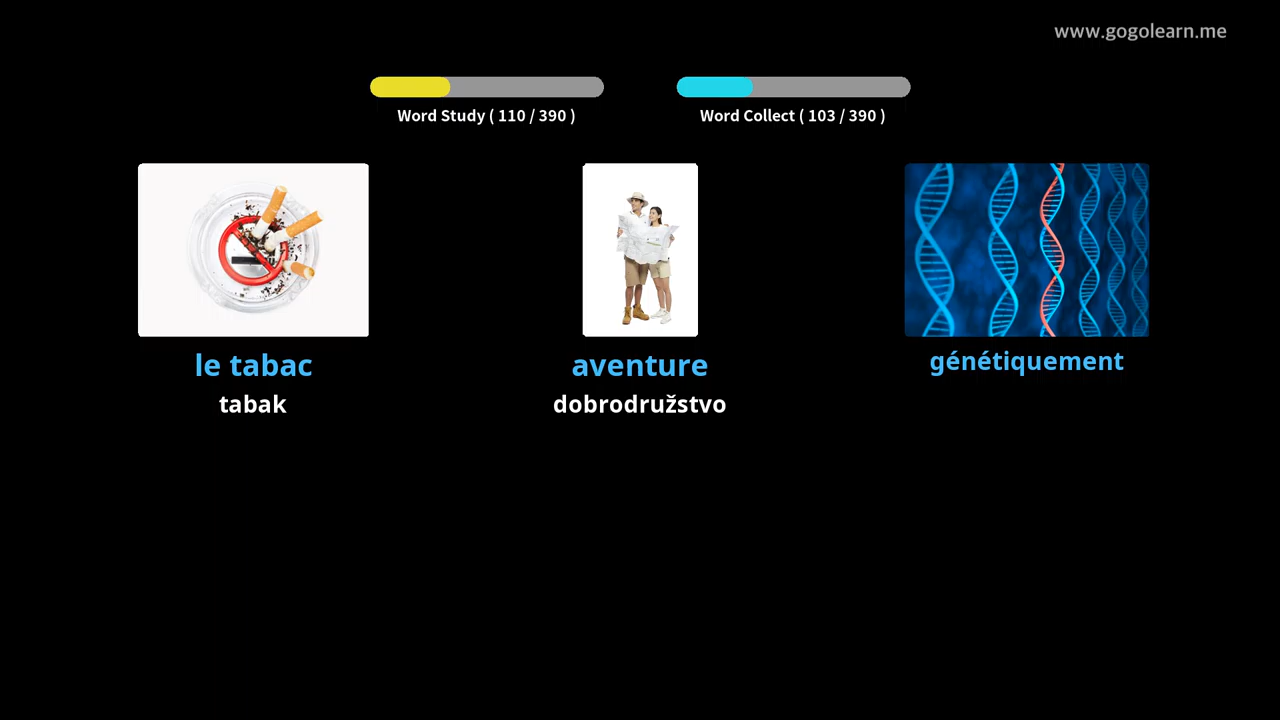 www.gogolearn.me
Word Study ( 110 / 390 )
Word Collect ( 103 / 390 )
le tabac
tabak
aventure
dobrodružstvo
génétiquement